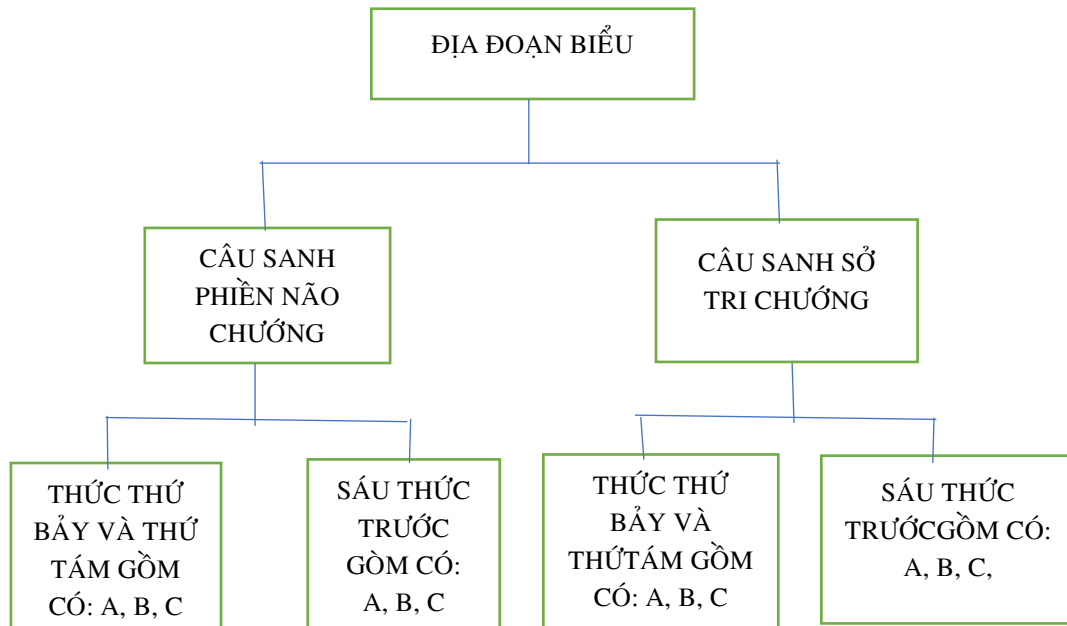 ĐỊA ĐOẠN BIỂU
CÂU SANH
PHIỀN NÃO
CHƯỚNG
CÂU SANH SỞ
TRI CHƯỚNG
THỨC THỨ
BẢY VÀ THỨ
TÁM GỒM
CÓ: A, B, C
SÁU THỨC
TRƯỚC
GÒM CÓ:
A, B, C
THỨC THỨ
BẢY VÀ
THỨTÁM GỒM
CÓ: A, B, C
SÁU THỨC
TRƯỚCGỒM CÓ:
A, B, C,